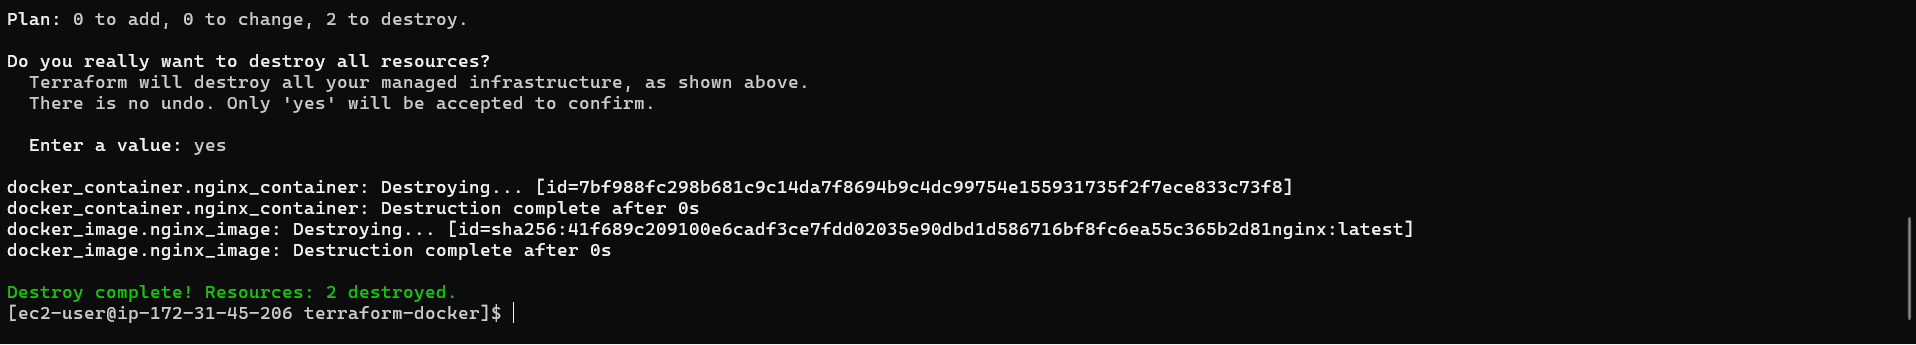 Plan: 0 to add, 0 to change, 2 to destroy.
Do you really want to destroy all resources?
Terraform will destroy all your managed infrastructure, as shown above.
There is no undo. Only 'yes' will be accepted to confirm.
Enter a value: yes
docker_container.nginx_container: Destroying... [id=7bf988fc298b681c9c14da7f8694b9c4dc99754e155931735f2f7ece833c73f8]
docker_container.nginx_container: Destruction complete after 0s
docker_image.nginx_image: Destroying... [id=sha256:41f689c209100e6cadf3ce7fdd02035e90dbd1d586716bf8fc6ea55c365b2d81nginx:latest]
docker_image.nginx_image: Destruction complete after 0s
Destroy complete! Resources: 2 destroyed.
[ec2-user@ip-172-31-45-206 terraform-docker]$